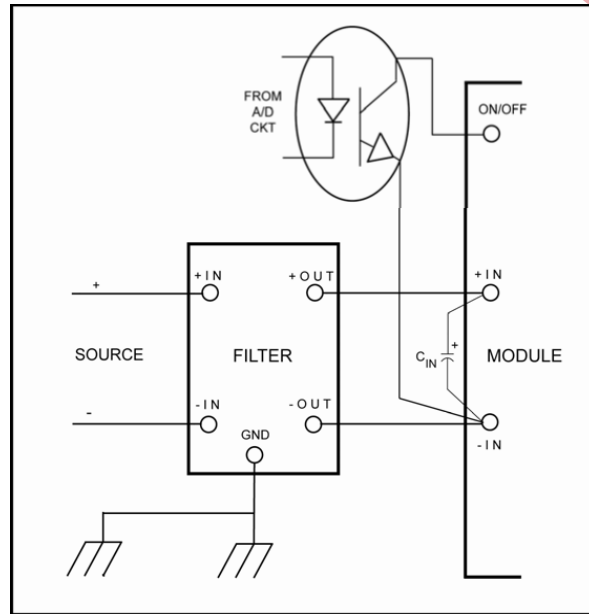 FROM
A/D
CKT
ON/OFF
+IN
+OUT
+IN
+
SOURCE
FILTER
CIN
+
MODULE
-
-IN
-OUT
-IN
GND